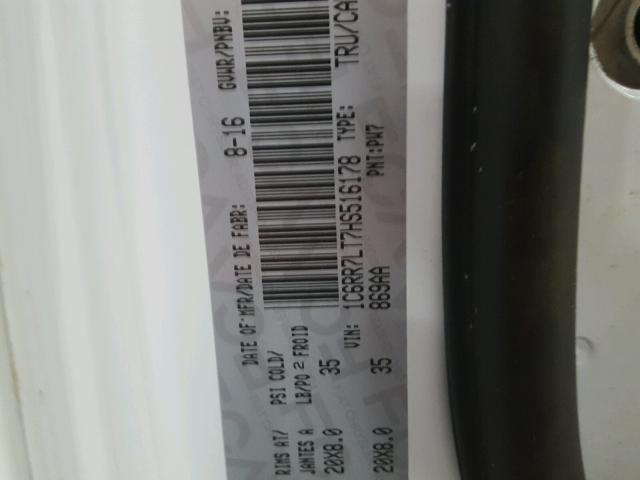 DATE OF MFR/DATE DE FABR: 8-16 GVWR/PNBV:
RIMS AT/ PSI COLD/
JANTES A LB/PO 2 FROID
20X8.0 35
VIN: 1C6RR7LT7HS516178 TYPE: TRU/CA
869AA PNT:PW7
20X8.0 35